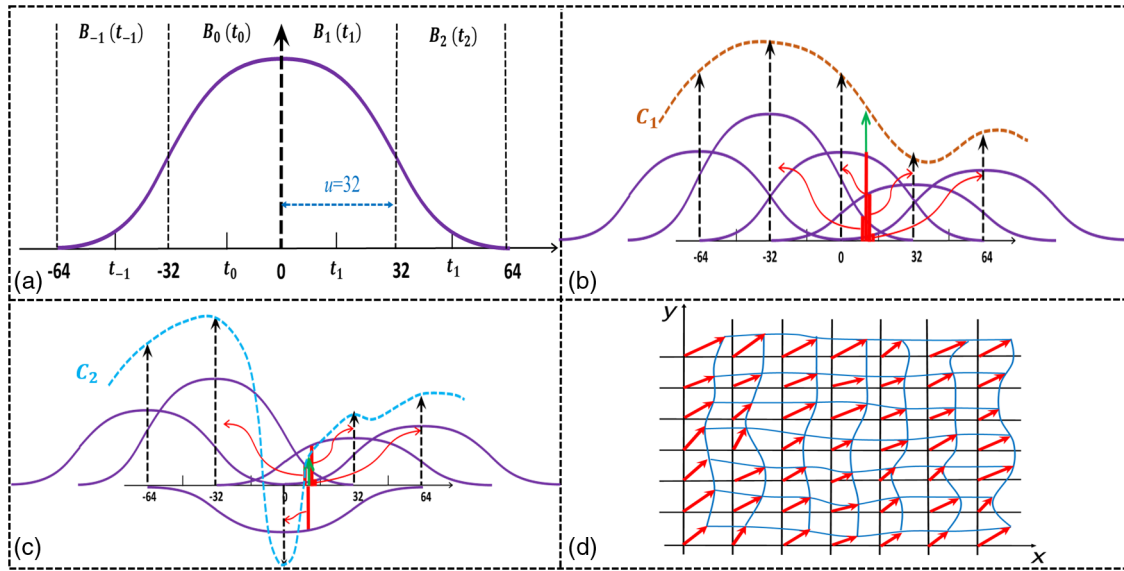 B₋₁(t₋₁) B₀(t₀) B₁(t₁) B₂(t₂)
u=32
-64 t₋₁ -32 t₀ 0 t₁ 32 t₁ 64
(a)
C₁
-64 -32 0 32 64
(b)
C₂
-64 -32 0 32 64
(c)
y
x
(d)